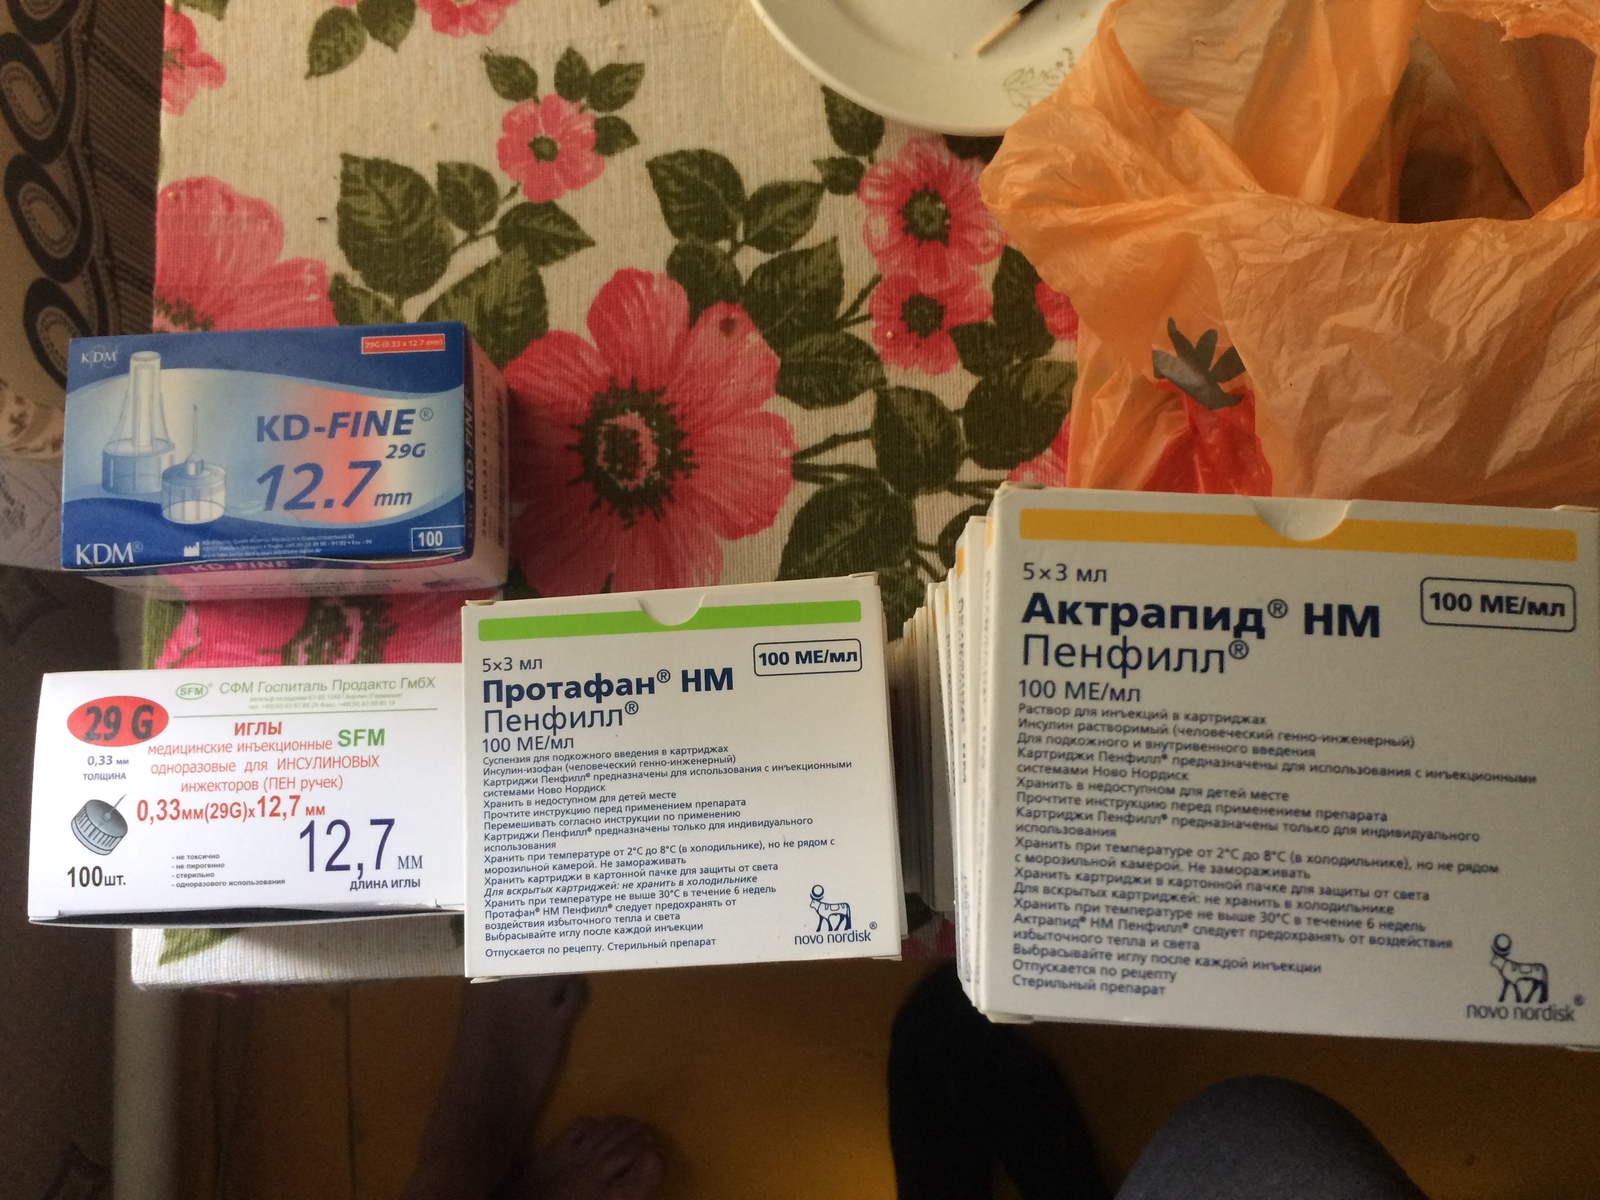 KDM
29G (0.33 x 12.7 mm)
KD-FINE®
29G
12.7 mm
KDM®
100
KD-FINE®
KD-FINE
29 G
SFM® СФМ Госпиталь Продактс ГмбХ
ИГЛЫ
медицинские инъекционные SFM
одноразовые для ИНСУЛИНОВЫХ
инжекторов (ПЕН ручек)
0,33 мм
ТОЛЩИНА
0,33мм(29G)x12,7 мм
12,7 мм
ДЛИНА ИГЛЫ
100шт.
- не токсично
- не пирогенно
- стерильно
- одноразового использования
5×3 мл
100 МЕ/мл
Протафан® НМ
Пенфилл®
100 МЕ/мл
Суспензия для подкожного введения в картриджах
Инсулин-изофан (человеческий генно-инженерный)
Картриджи Пенфилл® предназначены для использования с инъекционными
системами Ново Нордиск
Хранить в недоступном для детей месте
Прочтите инструкцию перед применением препарата
Перемешивать согласно инструкции по применению
Картриджи Пенфилл® предназначены только для индивидуального
использования
Хранить при температуре от 2°С до 8°С (в холодильнике), но не рядом с
морозильной камерой. Не замораживать
Хранить картриджи в картонной пачке для защиты от света
Для вскрытых картриджей: не хранить в холодильнике
Хранить при температуре не выше 30°С в течение 6 недель
Протафан® НМ Пенфилл® следует предохранять от
воздействия избыточного тепла и света
Выбрасывайте иглу после каждой инъекции
Отпускается по рецепту. Стерильный препарат
novo nordisk®
5×3 мл
Актрапид® НМ
100 МЕ/мл
Пенфилл®
100 МЕ/мл
Раствор для инъекций в картриджах
Инсулин растворимый (человеческий генно-инженерный)
Для подкожного и внутривенного введения
Картриджи Пенфилл® предназначены для использования с инъекционными
системами Ново Нордиск
Хранить в недоступном для детей месте
Прочтите инструкцию перед применением препарата
Картриджи Пенфилл® предназначены только для индивидуального
использования
Хранить при температуре от 2°С до 8°С (в холодильнике), но не рядом
с морозильной камерой. Не замораживать
Хранить картриджи в картонной пачке для защиты от света
Для вскрытых картриджей: не хранить в холодильнике
Хранить при температуре не выше 30°С в течение 6 недель
Актрапид® НМ Пенфилл® следует предохранять от воздействия
избыточного тепла и света
Выбрасывайте иглу после каждой инъекции
Отпускается по рецепту
Стерильный препарат
novo nordisk®